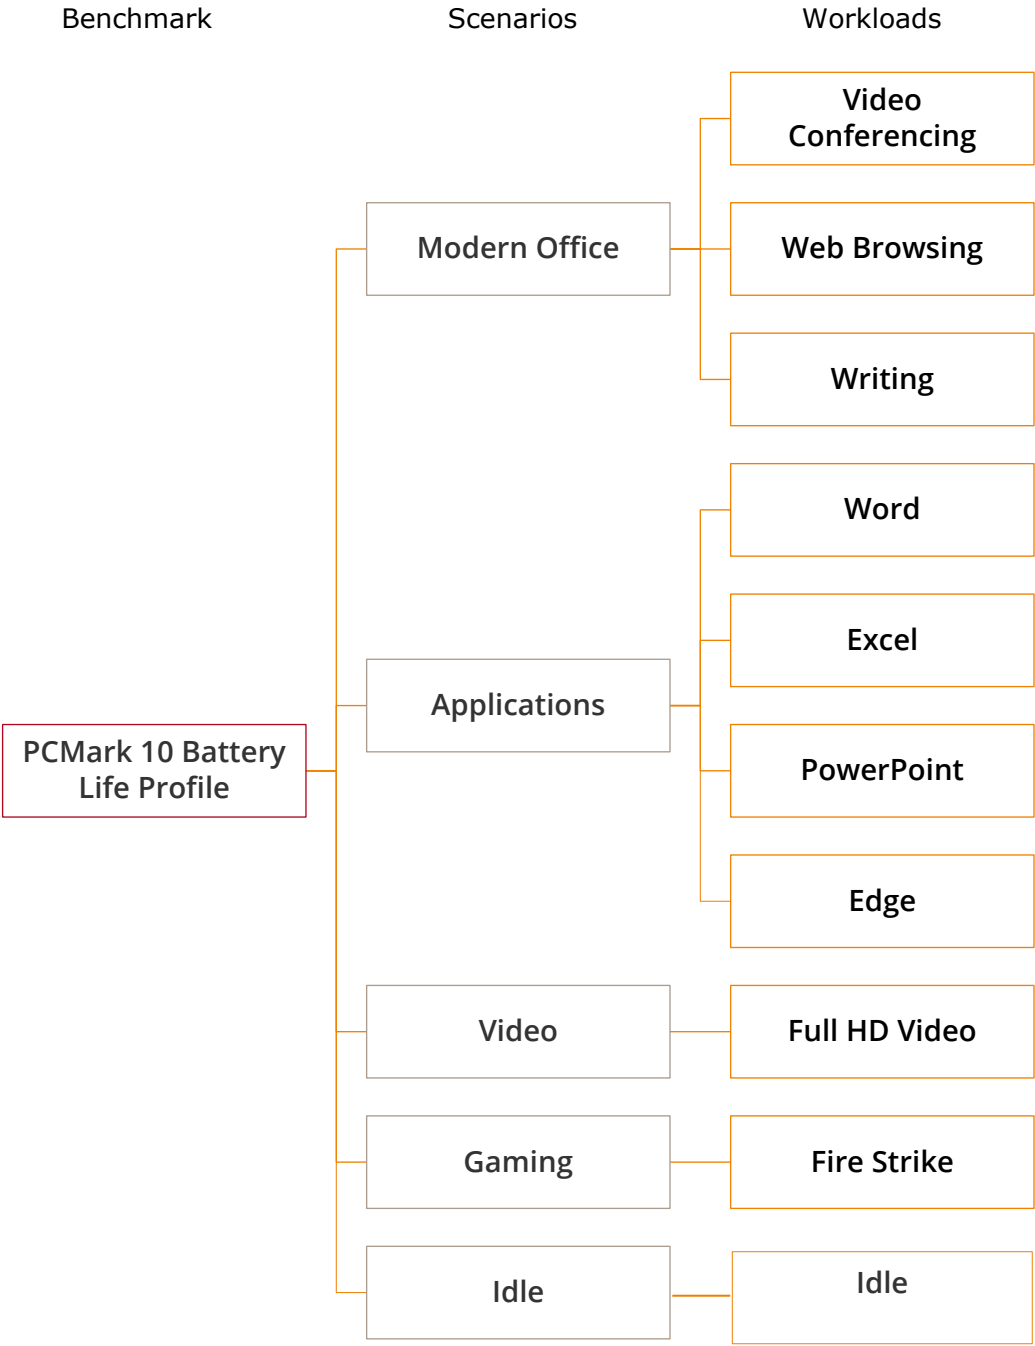 Benchmark
Scenarios
Workloads
Video
Conferencing
Modern Office
Web Browsing
Writing
Word
Excel
Applications
PCMark 10 Battery
Life Profile
PowerPoint
Edge
Video
Full HD Video
Gaming
Fire Strike
Idle
Idle